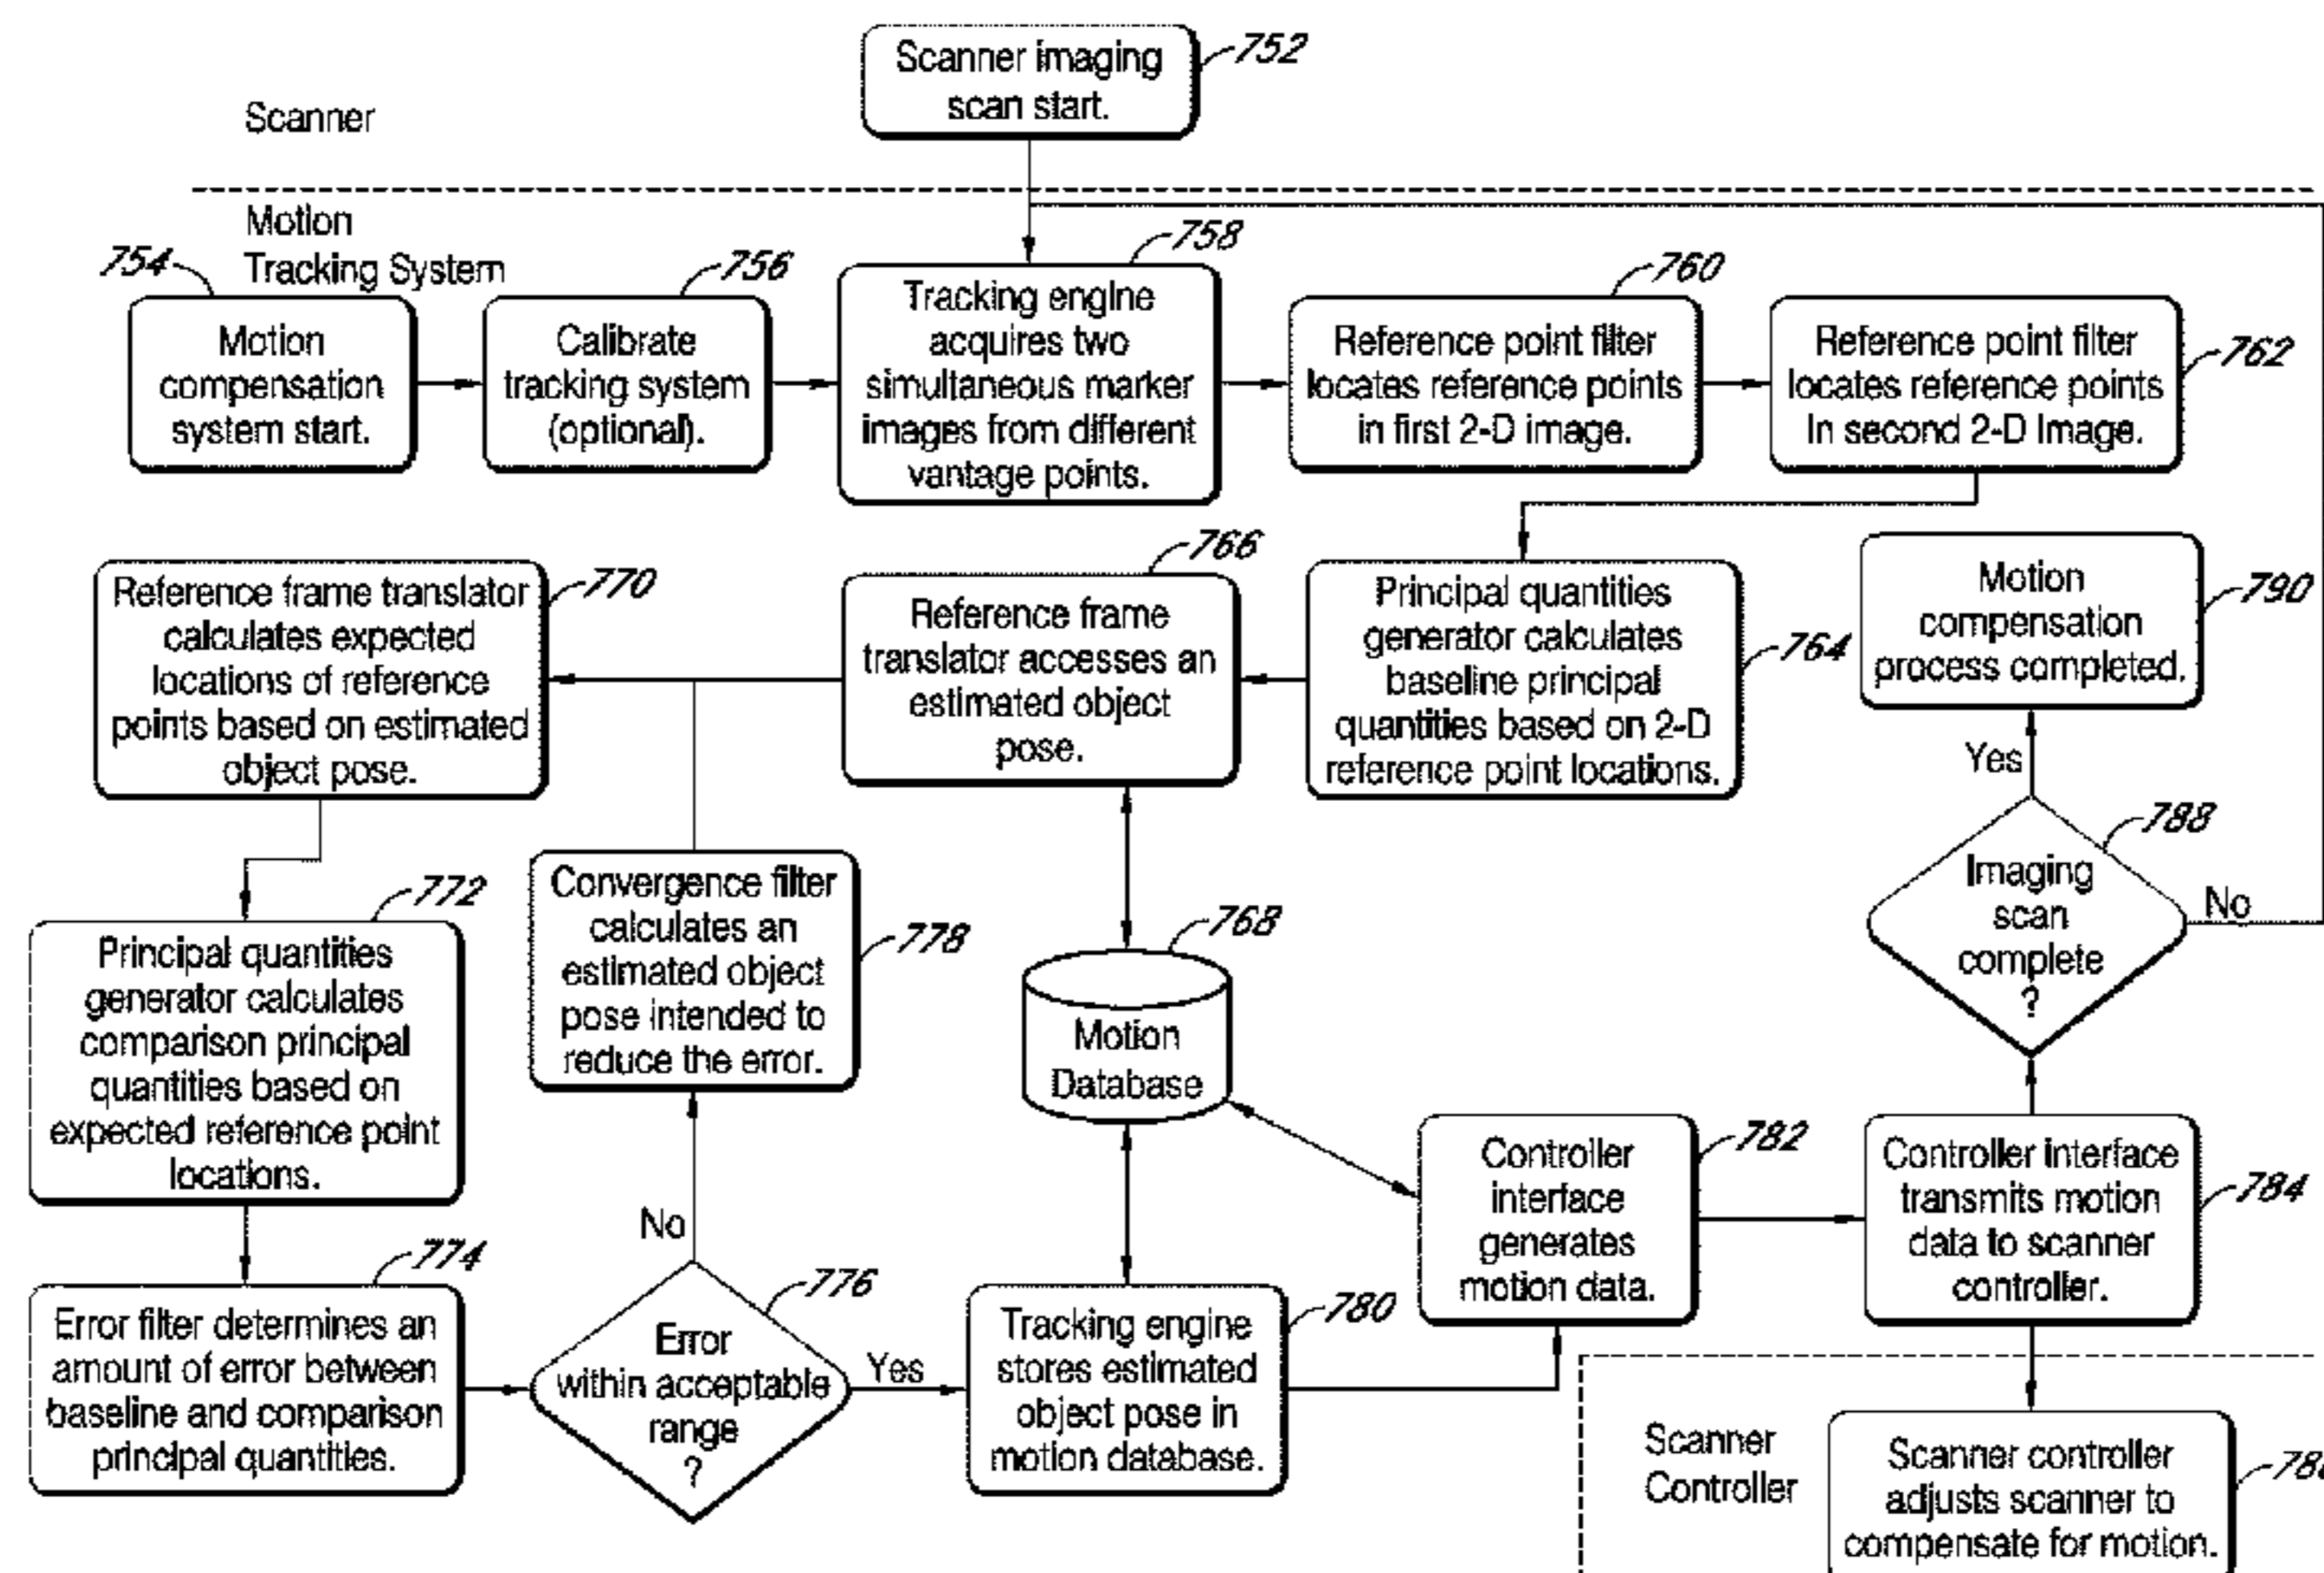 Scanner imaging
scan start.
752
Scanner
Motion
Tracking System
754
Motion
compensation
system start.
756
Calibrate
tracking system
(optional).
758
Tracking engine
acquires two
simultaneous marker
images from different
vantage points.
760
Reference point filter
locates reference points
in first 2-D image.
762
Reference point filter
locates reference points
In second 2-D Image.
764
Principal quantities
generator calculates
baseline principal
quantities based on 2-D
reference point locations.
766
Reference frame
translator accesses an
estimated object
pose.
768
Motion
Database
770
Reference frame translator
calculates expected
locations of reference
points based on estimated
object pose.
772
Principal quantities
generator calculates
comparison principal
quantities based on
expected reference point
locations.
774
Error filter determines an
amount of error between
baseline and comparison
principal quantities.
776
Error
within acceptable
range
?
No
Yes
778
Convergence filter
calculates an
estimated object
pose intended to
reduce the error.
780
Tracking engine
stores estimated
object pose in
motion database.
782
Controller
interface
generates
motion data.
784
Controller interface
transmits motion
data to scanner
controller.
Scanner
Controller
Scanner controller
adjusts scanner to
compensate for motion.
788
Imaging
scan
complete
?
No
Yes
790
Motion
compensation
process completed.